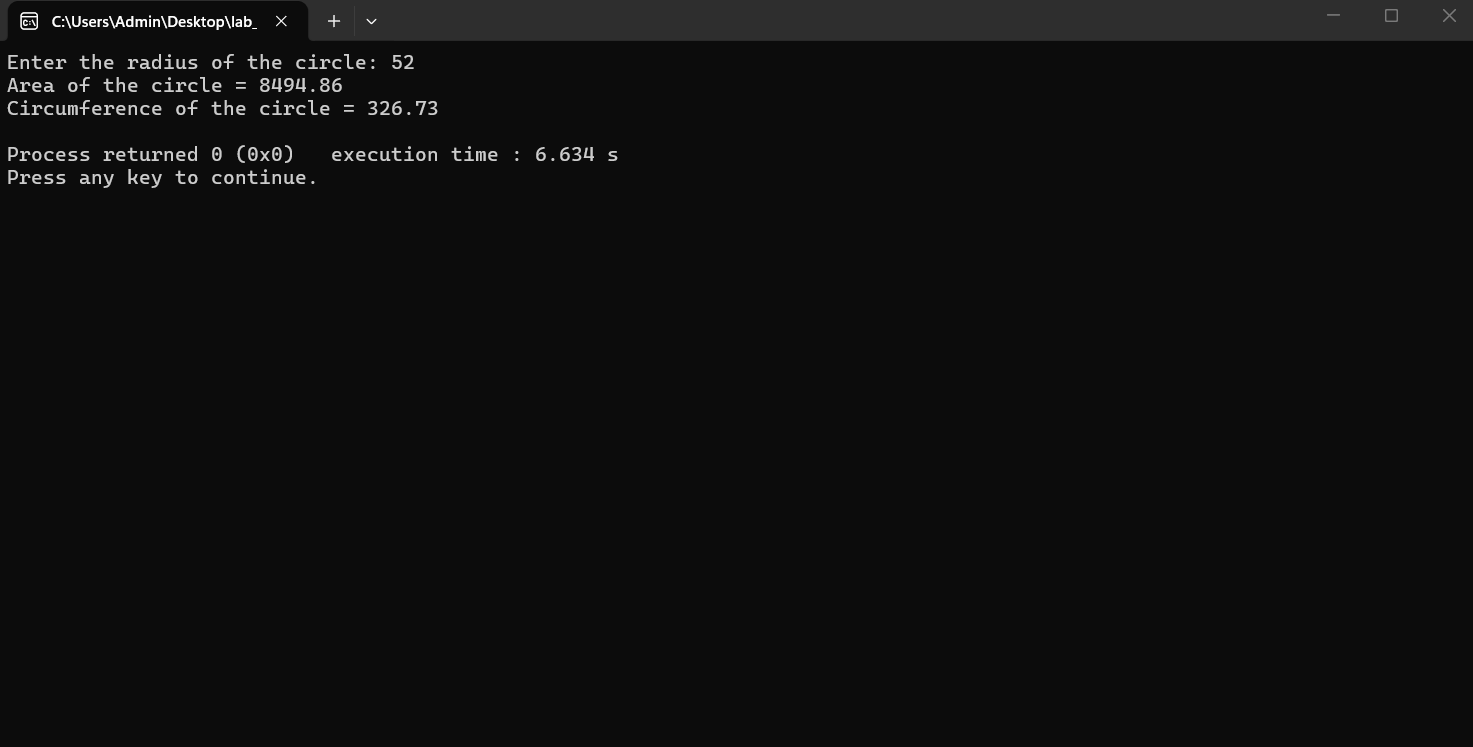 C:\Users\Admin\Desktop\lab_
Enter the radius of the circle: 52
Area of the circle = 8494.86
Circumference of the circle = 326.73
Process returned 0 (0x0)   execution time : 6.634 s
Press any key to continue.